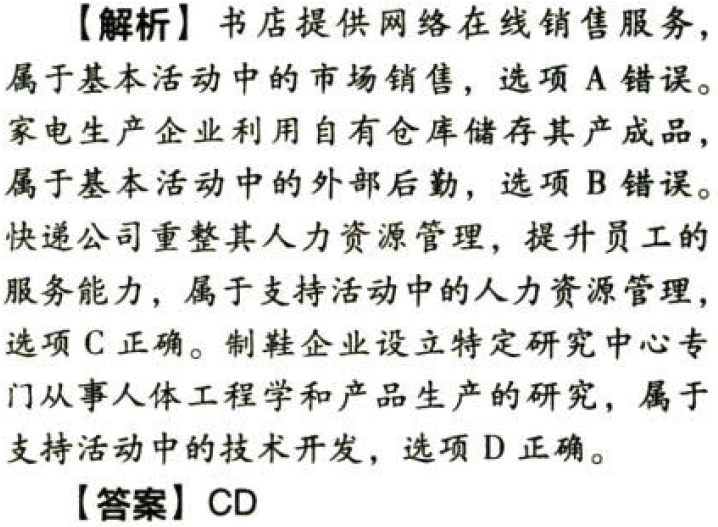 【解析】书店提供网络在线销售服务，
属于基本活动中的市场销售，选项 A 错误。
家电生产企业利用自有仓库储存其产成品，
属于基本活动中的外部后勤，选项 B 错误。
快递公司重整其人力资源管理，提升员工的
服务能力，属于支持活动中的人力资源管理，
选项 C 正确。制鞋企业设立特定研究中心专
门从事人体工程学和产品生产的研究，属于
支持活动中的技术开发，选项 D 正确。
【答案】CD